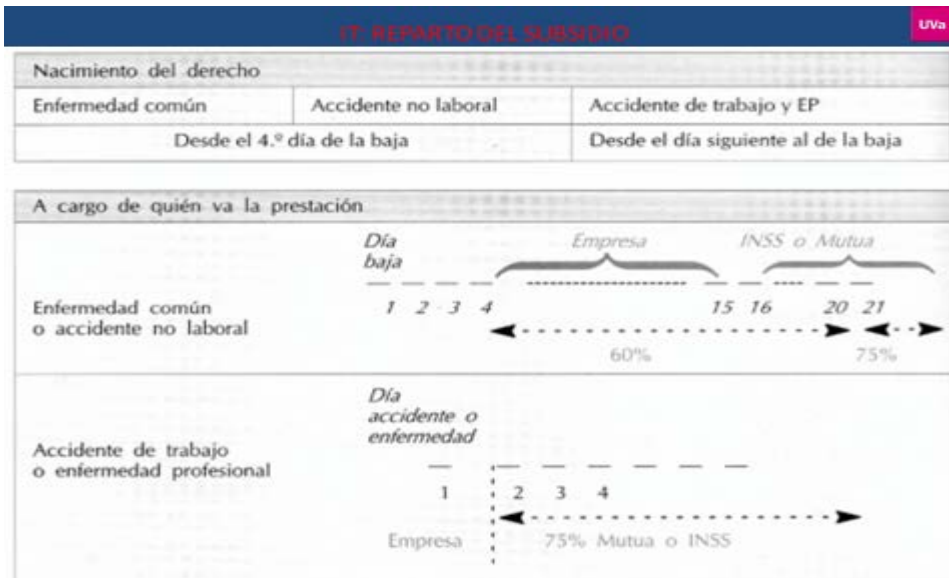 IT: REPARTO DEL SUBSIDIO
UVa
Nacimiento del derecho
Enfermedad común
Accidente no laboral
Accidente de trabajo y EP
Desde el 4.º día de la baja
Desde el día siguiente al de la baja
A cargo de quién va la prestación
Día
baja
Empresa
INSS o Mutua
Enfermedad común
o accidente no laboral
1 2 3 4 15 16 20 21
60%
75%
Día
accidente o
enfermedad
Accidente de trabajo
o enfermedad profesional
1 2 3 4
Empresa
75% Mutua o INSS